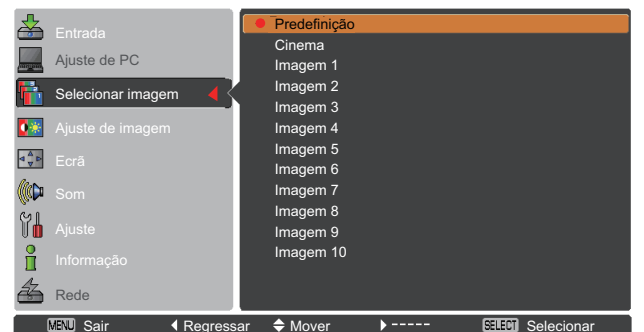 Entrada
Ajuste de PC
Selecionar imagem
Ajuste de imagem
Ecrã
Som
Ajuste
Informação
Rede
Predefinição
Cinema
Imagem 1
Imagem 2
Imagem 3
Imagem 4
Imagem 5
Imagem 6
Imagem 7
Imagem 8
Imagem 9
Imagem 10
MENU Sair Regressar Mover ----- SELECT Selecionar